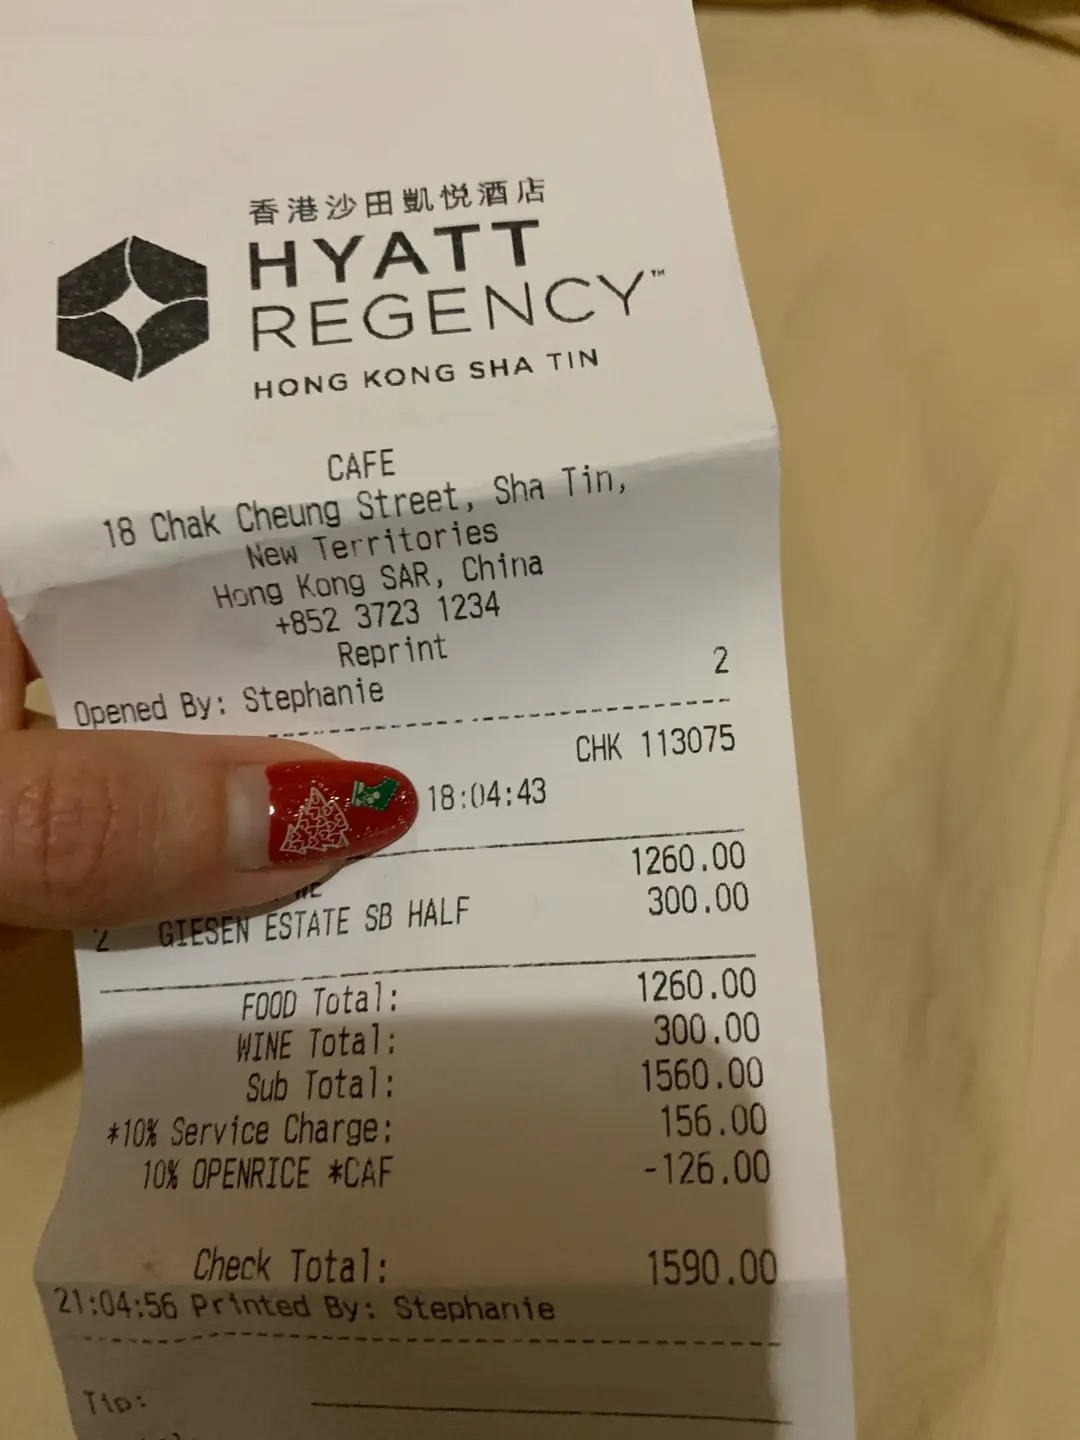 香港沙田凱悅酒店
HYATT
REGENCY™
HONG KONG SHA TIN
CAFE
18 Chak Cheung Street, Sha Tin,
New Territories
Hong Kong SAR, China
+852 3723 1234
Reprint
Opened By: Stephanie 2
CHK 113075
18:04:43
1260.00
2 GIESEN ESTATE SB HALF 300.00
FOOD Total: 1260.00
WINE Total: 300.00
Sub Total: 1560.00
*10% Service Charge: 156.00
10% OPENRICE *CAF -126.00
Check Total: 1590.00
21:04:56 Printed By: Stephanie
Tip: